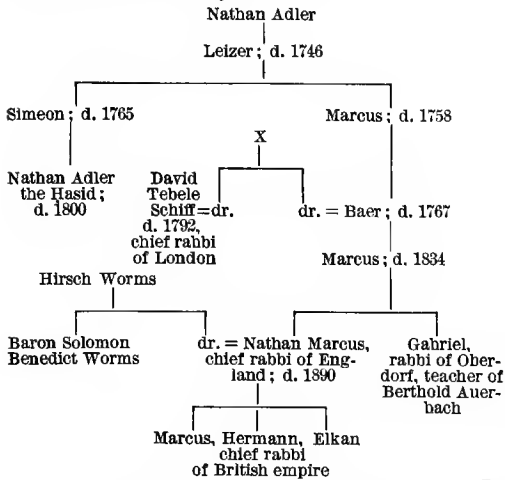 Nathan Adler
Leizer; d. 1746
Simeon; d. 1765
Marcus; d. 1758
X
Nathan Adler
the Hasid;
d. 1800
David
Tebele
Schiff=dr.
d. 1792,
chief rabbi
of London
dr. = Baer; d. 1767
Marcus; d. 1834
Hirsch Worms
Baron Solomon
Benedict Worms
dr. = Nathan Marcus,
chief rabbi of Eng-
land; d. 1890
Gabriel,
rabbi of Ober-
dorf, teacher of
Berthold Auer-
bach
Marcus, Hermann, Elkan
chief rabbi
of British empire